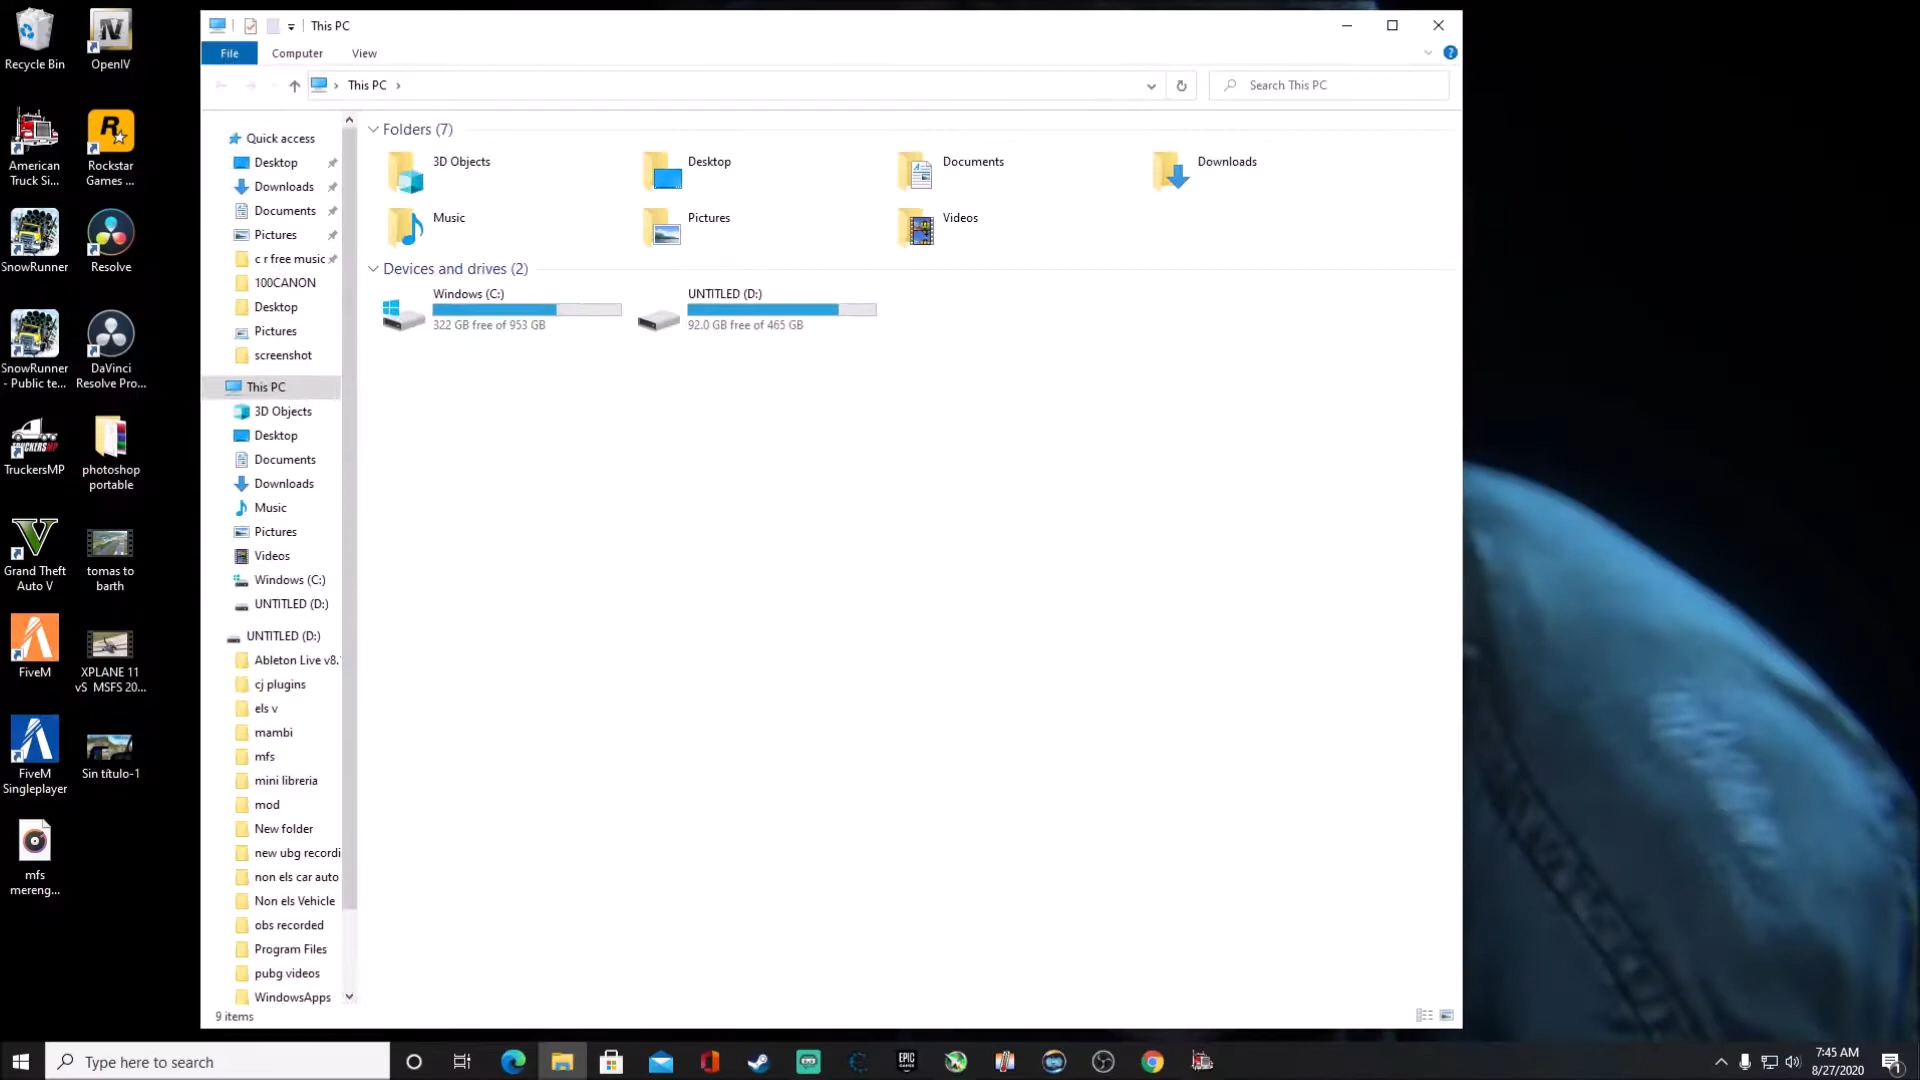 Recycle Bin
OpenIV
American
Truck Si...
Rockstar
Games ...
SnowRunner
Resolve
SnowRunner
- Public te...
DaVinci
Resolve Pro...
TruckersMP
photoshop
portable
Grand Theft
Auto V
tomas to
barth
FiveM
XPLANE 11
vS MSFS 20...
FiveM
Singleplayer
Sin título-1
mfs
mereng...
This PC
File
Computer
View
This PC
Search This PC
Quick access
Desktop
Downloads
Documents
Pictures
c r free music
100CANON
Desktop
Pictures
screenshot
This PC
3D Objects
Desktop
Documents
Downloads
Music
Pictures
Videos
Windows (C:)
UNTITLED (D:)
UNTITLED (D:)
Ableton Live v8.
cj plugins
els v
mambi
mfs
mini libreria
mod
New folder
new ubg recordi
non els car auto
Non els Vehicle
obs recorded
Program Files
pubg videos
WindowsApps
Folders (7)
3D Objects
Desktop
Documents
Downloads
Music
Pictures
Videos
Devices and drives (2)
Windows (C:)
322 GB free of 953 GB
UNTITLED (D:)
92.0 GB free of 465 GB
9 items
Type here to search
EPIC
GAMES
7:45 AM
8/27/2020
1